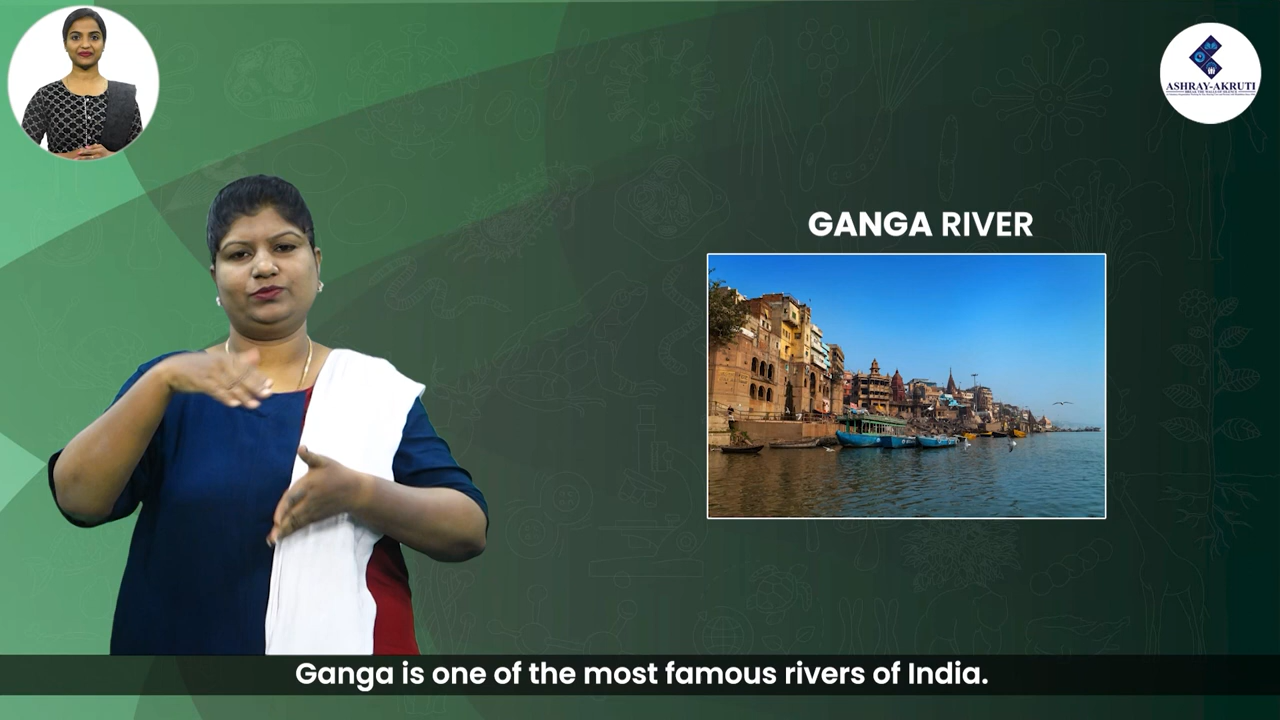 ASHRAY-AKRUTI
GANGA RIVER
Ganga is one of the most famous rivers of India.